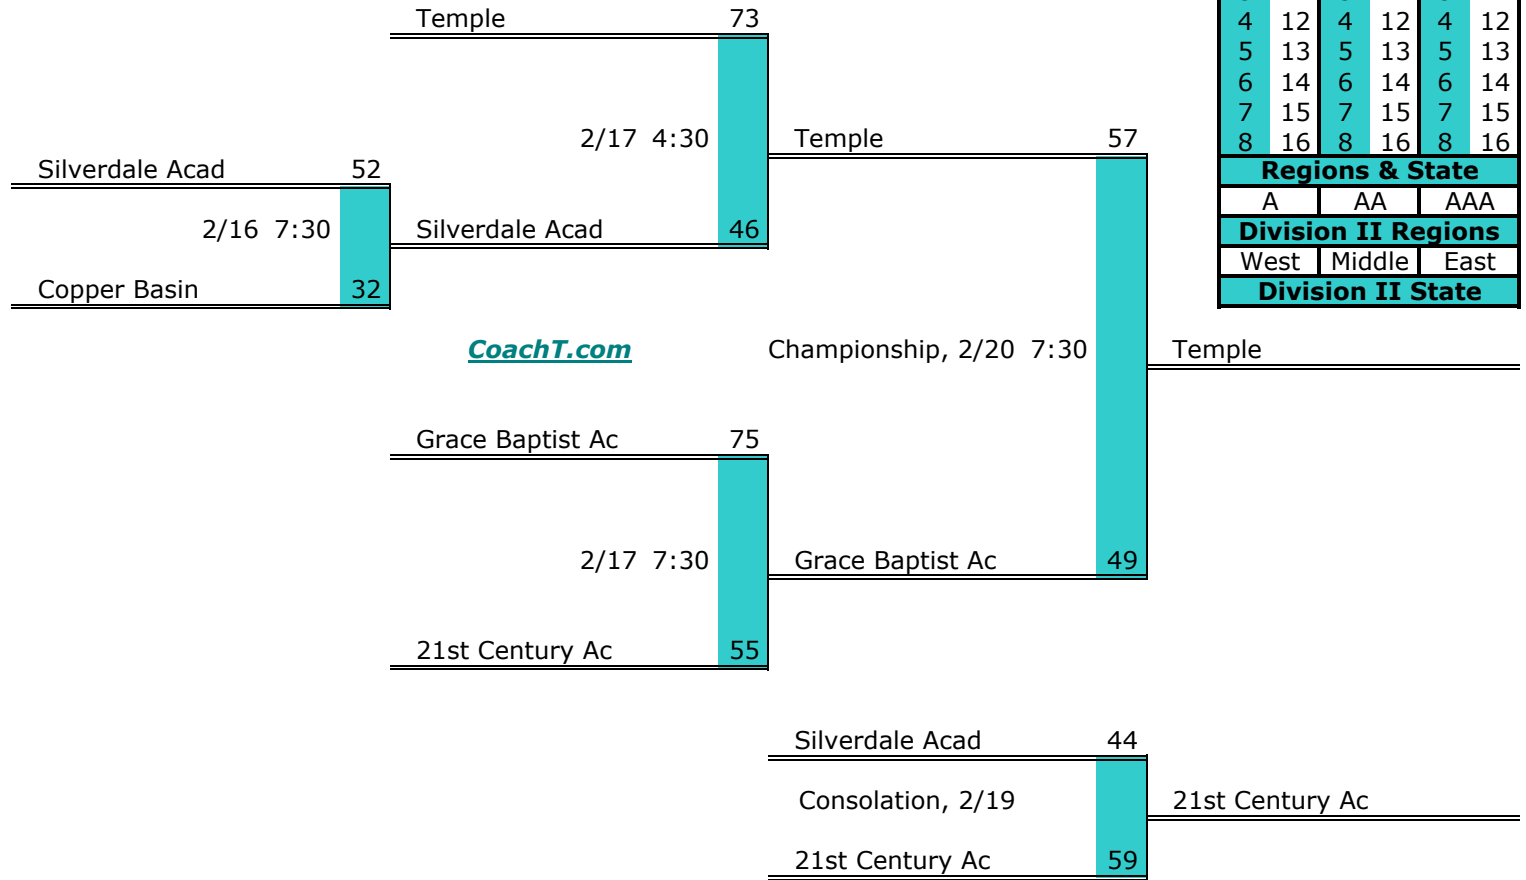 Temple 73
4 12 4 12 4 12
5 13 5 13 5 13
6 14 6 14 6 14
2/17 4:30 Temple 57
7 15 7 15 7 15
8 16 8 16 8 16
Silverdale Acad 52
Regions & State
A AA AAA
2/16 7:30 Silverdale Acad 46
Division II Regions
West Middle East
Copper Basin 32
Division II State
CoachT.com Championship, 2/20 7:30 Temple
Grace Baptist Ac 75
2/17 7:30 Grace Baptist Ac 49
21st Century Ac 55
Silverdale Acad 44
Consolation, 2/19 21st Century Ac
21st Century Ac 59